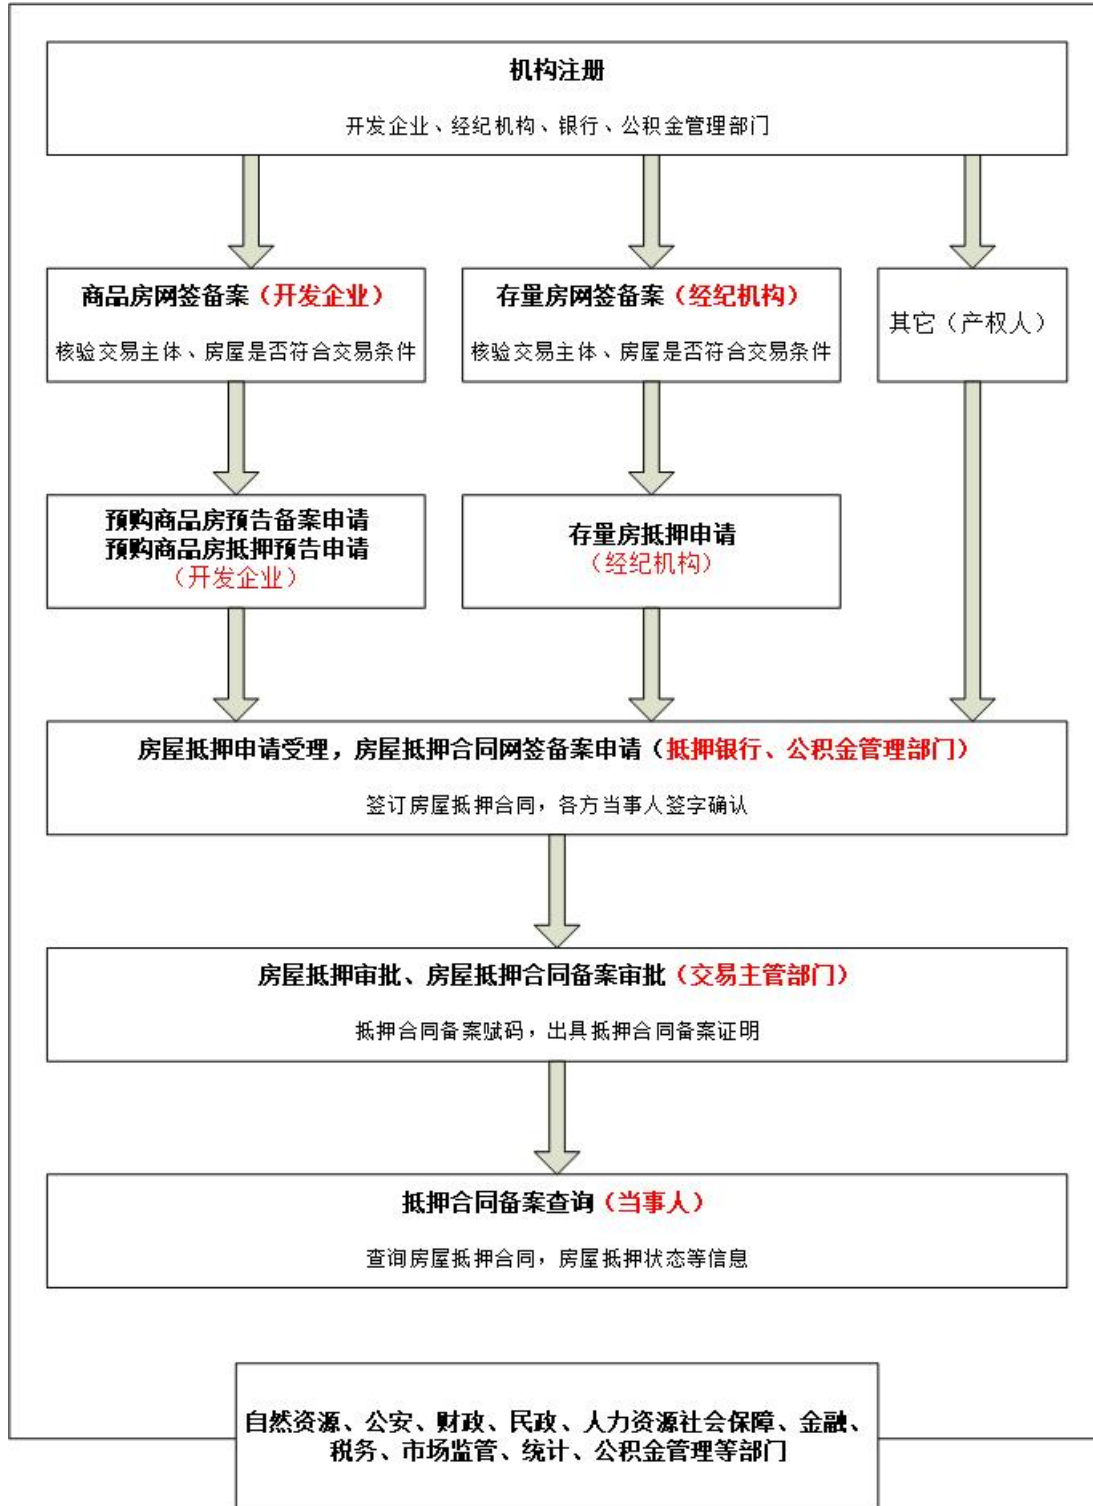 机构注册
开发企业、经纪机构、银行、公积金管理部门
商品房网签备案（开发企业）
核验交易主体、房屋是否符合交易条件
存量房网签备案（经纪机构）
核验交易主体、房屋是否符合交易条件
其它（产权人）
预购商品房预告备案申请
预购商品房抵押预告申请
（开发企业）
存量房抵押申请
（经纪机构）
房屋抵押申请受理，房屋抵押合同网签备案申请（抵押银行、公积金管理部门）
签订房屋抵押合同，各方当事人签字确认
房屋抵押审批、房屋抵押合同备案审批（交易主管部门）
抵押合同备案赋码，出具抵押合同备案证明
抵押合同备案查询（当事人）
查询房屋抵押合同，房屋抵押状态等信息
自然资源、公安、财政、民政、人力资源社会保障、金融、
税务、市场监管、统计、公积金管理等部门